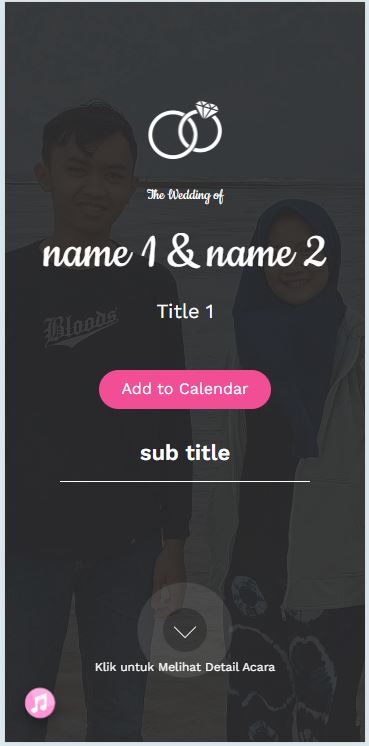 The Wedding of
name 1 & name 2
Title 1
Bloods
Add to Calendar
sub title
Klik untuk Melihat Detail Acara